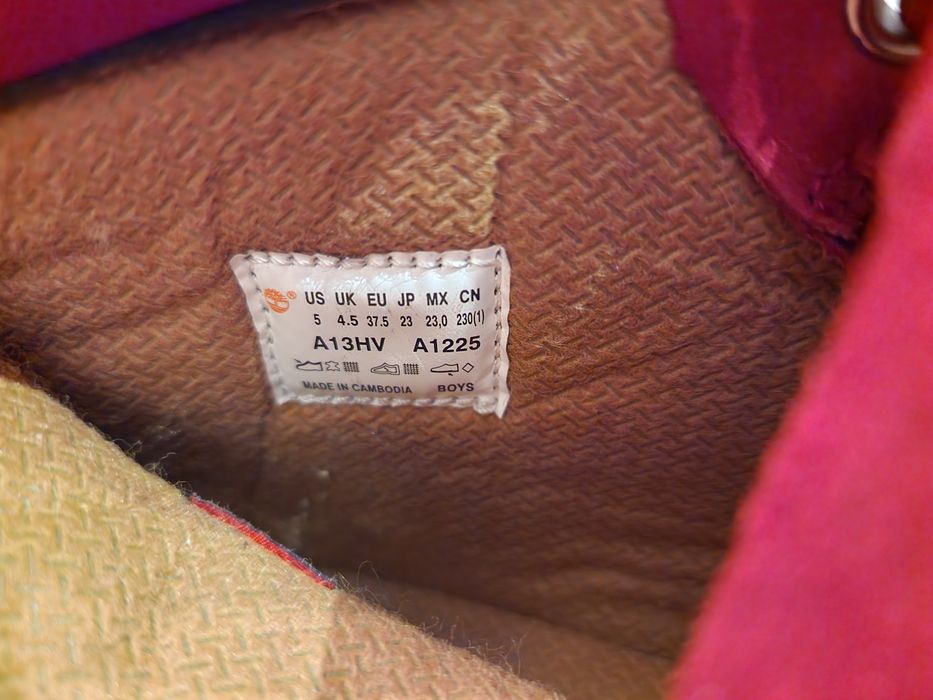 ® US UK EU JP MX CN
5 4.5 37.5 23 23,0 230(1)
A13HV A1225
MADE IN CAMBODIA BOYS